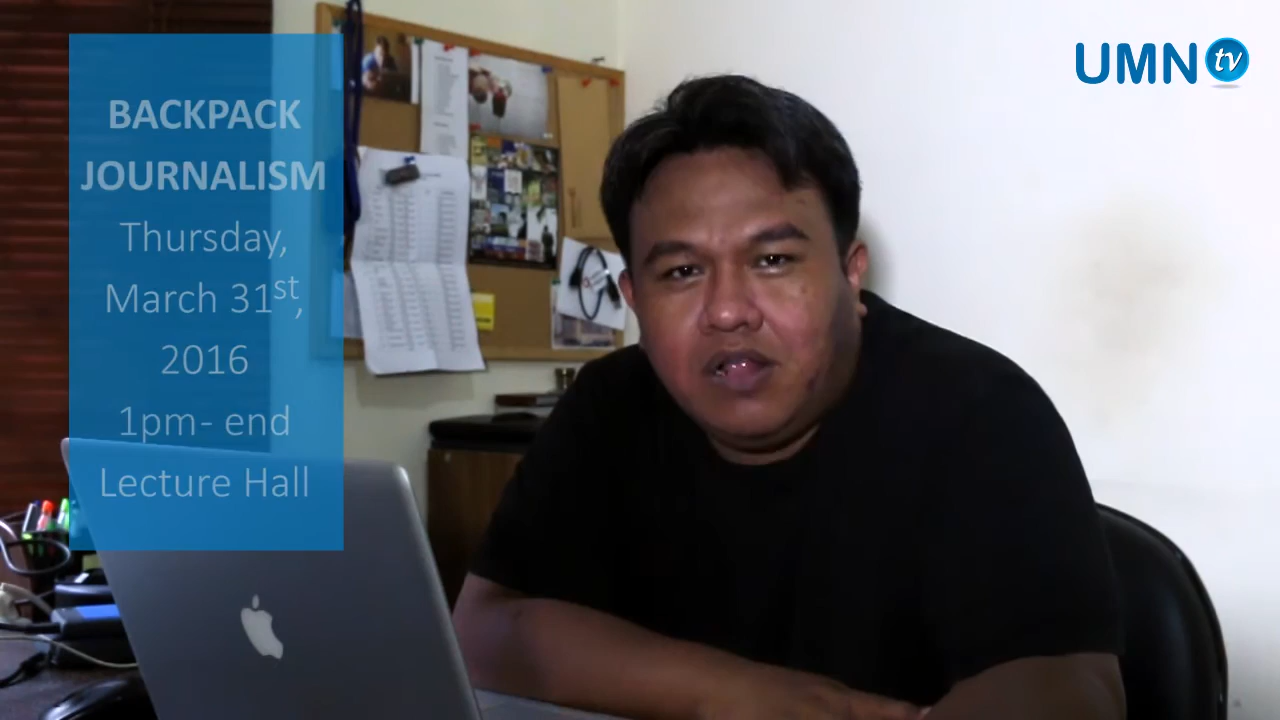 BACKPACK
JOURNALISM
Thursday,
March 31st,
2016
1pm- end
Lecture Hall
UMN tv